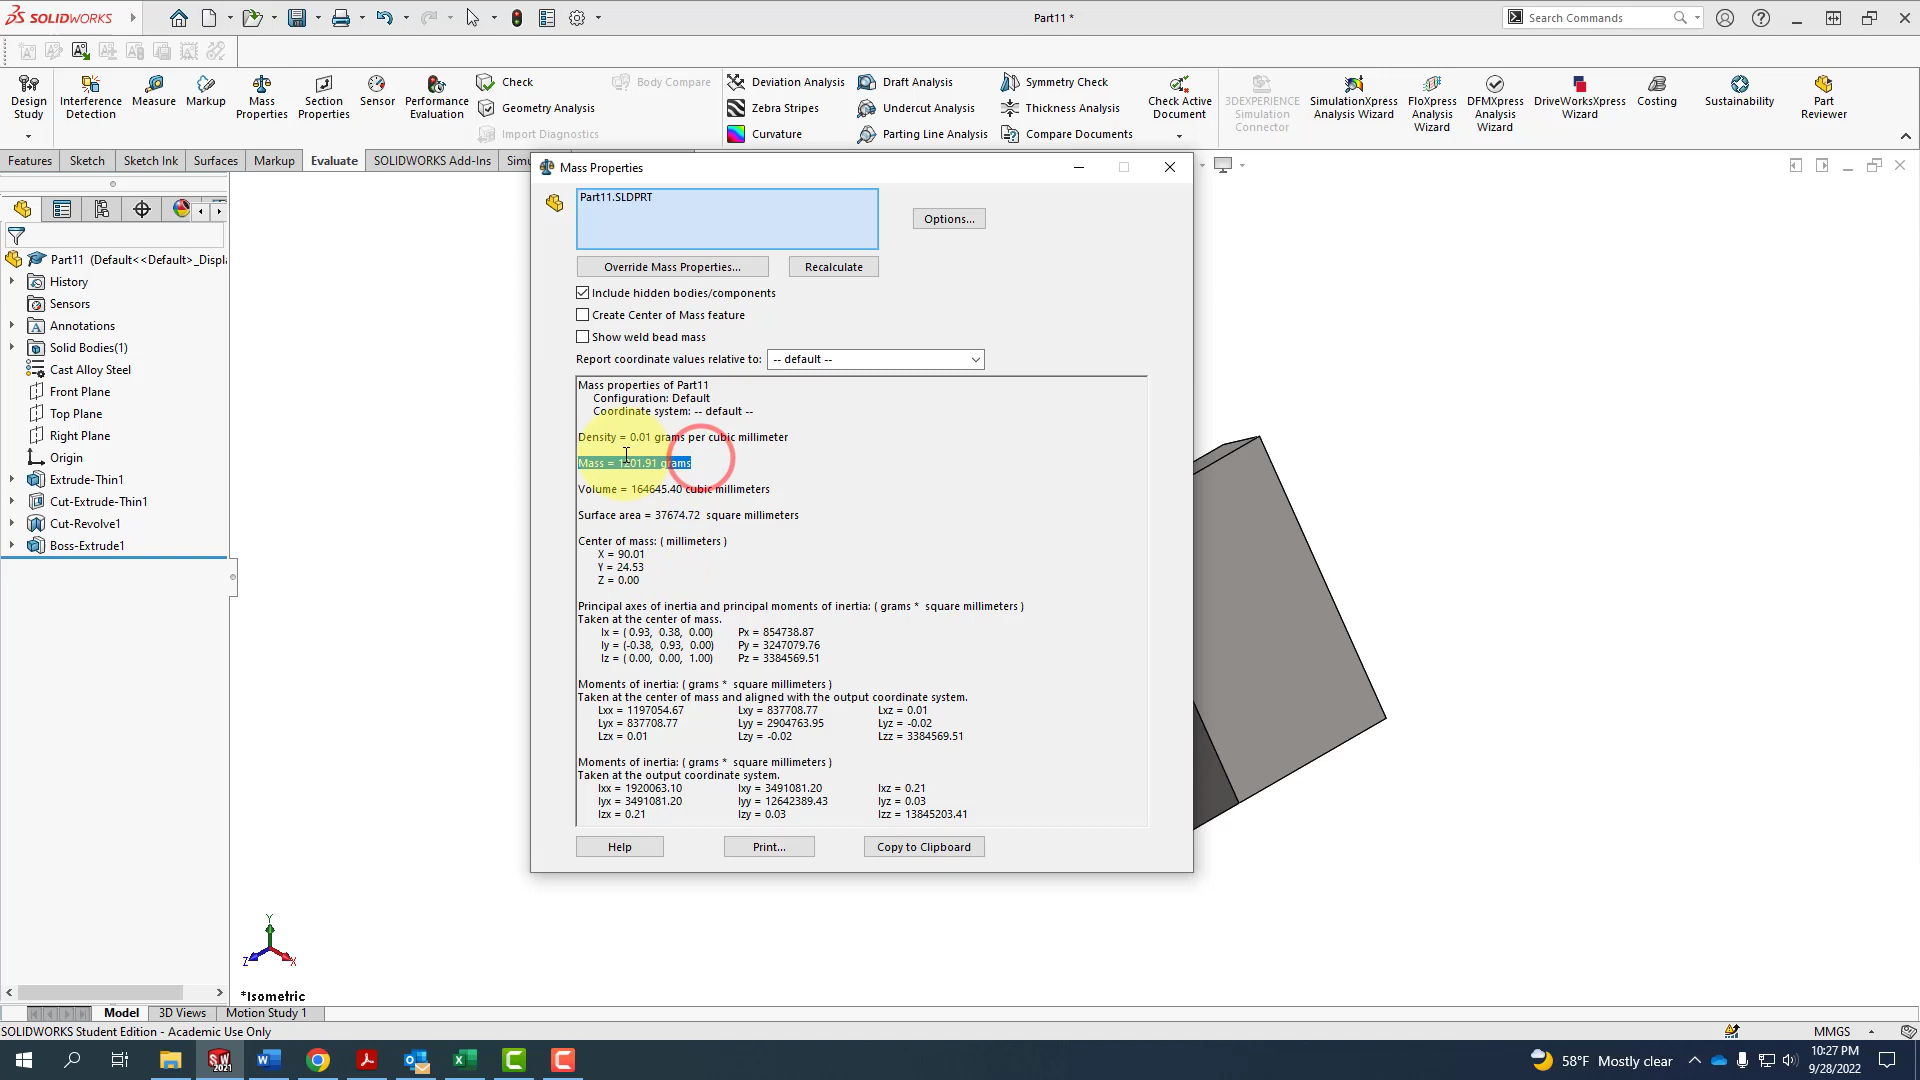 SOLIDWORKS
Part11 *
Search Commands
Design Study
Interference Detection
Measure
Markup
Mass Properties
Section Properties
Sensor
Performance Evaluation
Check
Geometry Analysis
Import Diagnostics
Body Compare
Deviation Analysis
Zebra Stripes
Curvature
Draft Analysis
Undercut Analysis
Parting Line Analysis
Symmetry Check
Thickness Analysis
Compare Documents
Check Active Document
3DEXPERIENCE Simulation Connector
SimulationXpress Analysis Wizard
FloXpress Analysis Wizard
DFMXpress Analysis Wizard
DriveWorksXpress Wizard
Costing
Sustainability
Part Reviewer
Features
Sketch
Sketch Ink
Surfaces
Markup
Evaluate
SOLIDWORKS Add-Ins
Simu
Part11 (Default<<Default>_Displ
History
Sensors
Annotations
Solid Bodies(1)
Cast Alloy Steel
Front Plane
Top Plane
Right Plane
Origin
Extrude-Thin1
Cut-Extrude-Thin1
Cut-Revolve1
Boss-Extrude1
Mass Properties
Part11.SLDPRT
Options...
Override Mass Properties...
Recalculate
Include hidden bodies/components
Create Center of Mass feature
Show weld bead mass
Report coordinate values relative to: -- default --
Mass properties of Part11
Configuration: Default
Coordinate system: -- default --
Density = 0.01 grams per cubic millimeter
Mass = 1201.91 grams
Volume = 164645.40 cubic millimeters
Surface area = 37674.72 square millimeters
Center of mass: ( millimeters )
X = 90.01
Y = 24.53
Z = 0.00
Principal axes of inertia and principal moments of inertia: ( grams * square millimeters )
Taken at the center of mass.
Ix = ( 0.93, 0.38, 0.00) Px = 854738.87
Iy = (-0.38, 0.93, 0.00) Py = 3247079.76
Iz = ( 0.00, 0.00, 1.00) Pz = 3384569.51
Moments of inertia: ( grams * square millimeters )
Taken at the center of mass and aligned with the output coordinate system.
Lxx = 1197054.67 Lxy = 837708.77 Lxz = 0.01
Lyx = 837708.77 Lyy = 2904763.95 Lyz = -0.02
Lzx = 0.01 Lzy = -0.02 Lzz = 3384569.51
Moments of inertia: ( grams * square millimeters )
Taken at the output coordinate system.
Ixx = 1920063.10 Ixy = 3491081.20 Ixz = 0.21
Iyx = 3491081.20 Iyy = 12642389.43 Iyz = 0.03
Izx = 0.21 Izy = 0.03 Izz = 13845203.41
Help
Print...
Copy to Clipboard
Y
Z
X
*Isometric
Model
3D Views
Motion Study 1
SOLIDWORKS Student Edition - Academic Use Only
MMGS
58°F Mostly clear
10:27 PM
9/28/2022